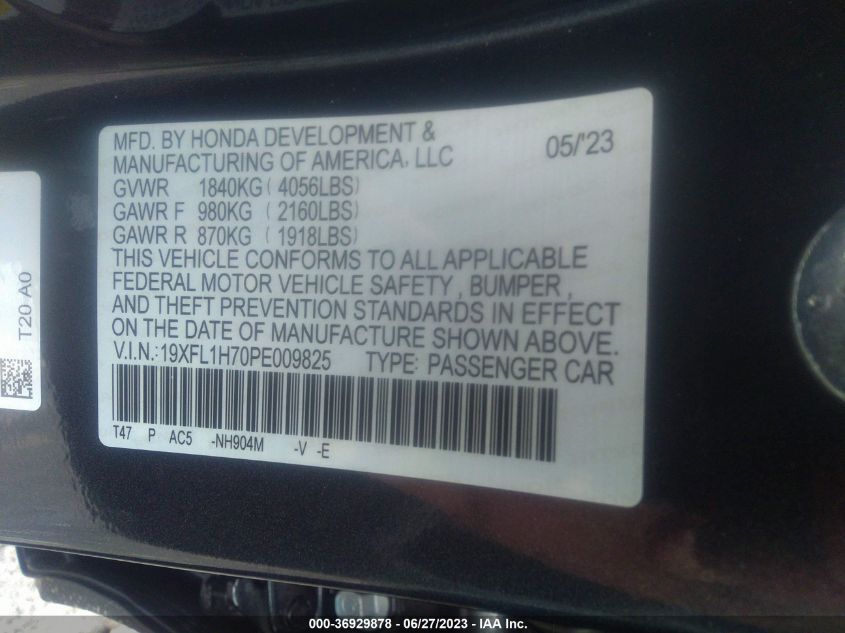 MFD. BY HONDA DEVELOPMENT &
MANUFACTURING OF AMERICA, LLC
05/'23
GVWR 1840KG ( 4056LBS)
GAWR F 980KG ( 2160LBS)
GAWR R 870KG ( 1918LBS)
THIS VEHICLE CONFORMS TO ALL APPLICABLE
FEDERAL MOTOR VEHICLE SAFETY , BUMPER ,
AND THEFT PREVENTION STANDARDS IN EFFECT
ON THE DATE OF MANUFACTURE SHOWN ABOVE.
V.I.N.:19XFL1H70PE009825 TYPE: PASSENGER CAR
T47 P AC5 -NH904M -V -E
T20 A0
000-36929878 - 06/27/2023 - IAA Inc.